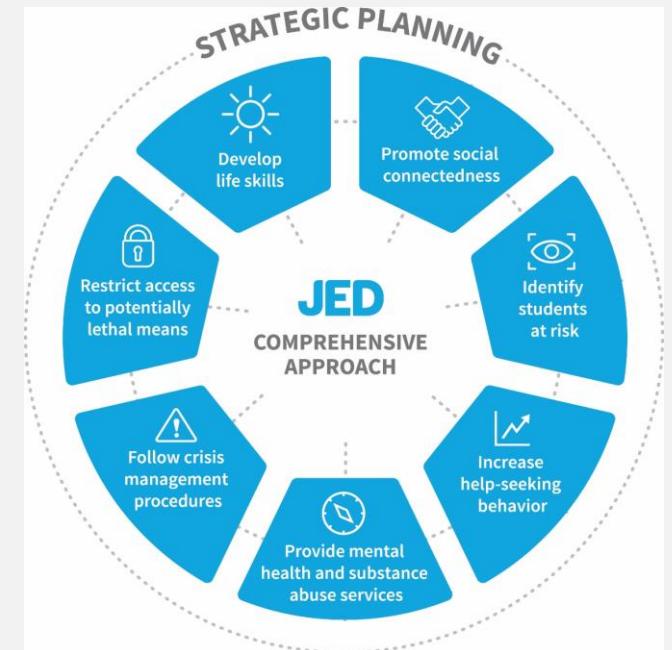 STRATEGIC PLANNING
Develop
life skills
Promote social
connectedness
Restrict access
to potentially
lethal means
JED
COMPREHENSIVE
APPROACH
Identify
students
at risk
Follow crisis
management
procedures
Increase
help-seeking
behavior
Provide mental
health and substance
abuse services